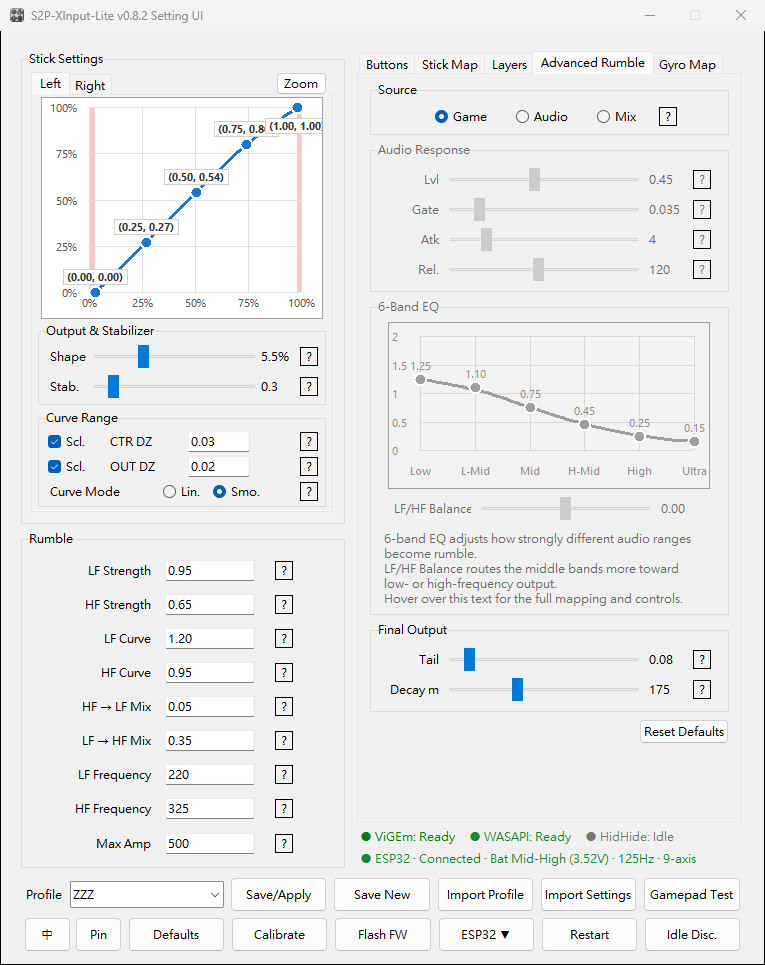 S2P-XInput-Lite v0.8.2 Setting UI
Stick Settings
Left Right Zoom
100%
75%
50%
25%
0%
(0.00, 0.00)
(0.25, 0.27)
(0.50, 0.54)
(0.75, 0.8
(1.00, 1.00)
0% 25% 50% 75% 100%
Output & Stabilizer
Shape 5.5% ?
Stab. 0.3 ?
Curve Range
Scl. CTR DZ 0.03 ?
Scl. OUT DZ 0.02 ?
Curve Mode Lin. Smo. ?
Rumble
LF Strength 0.95 ?
HF Strength 0.65 ?
LF Curve 1.20 ?
HF Curve 0.95 ?
HF → LF Mix 0.05 ?
LF → HF Mix 0.35 ?
LF Frequency 220 ?
HF Frequency 325 ?
Max Amp 500 ?
Buttons Stick Map Layers Advanced Rumble Gyro Map
Source
Game Audio Mix ?
Audio Response
Lvl 0.45 ?
Gate 0.035 ?
Atk 4 ?
Rel. 120 ?
6-Band EQ
2
1.5
1
0.5
0
1.25 1.10 0.75 0.45 0.25 0.15
Low L-Mid Mid H-Mid High Ultra
LF/HF Balance 0.00
6-band EQ adjusts how strongly different audio ranges
become rumble.
LF/HF Balance routes the middle bands more toward
low- or high-frequency output.
Hover over this text for the full mapping and controls.
Final Output
Tail 0.08 ?
Decay m 175 ?
Reset Defaults
ViGEm: Ready WASAPI: Ready HidHide: Idle
ESP32 · Connected · Bat Mid-High (3.52V) · 125Hz · 9-axis
Profile ZZZ Save/Apply Save New Import Profile Import Settings Gamepad Test
中 Pin Defaults Calibrate Flash FW ESP32 ▼ Restart Idle Disc.